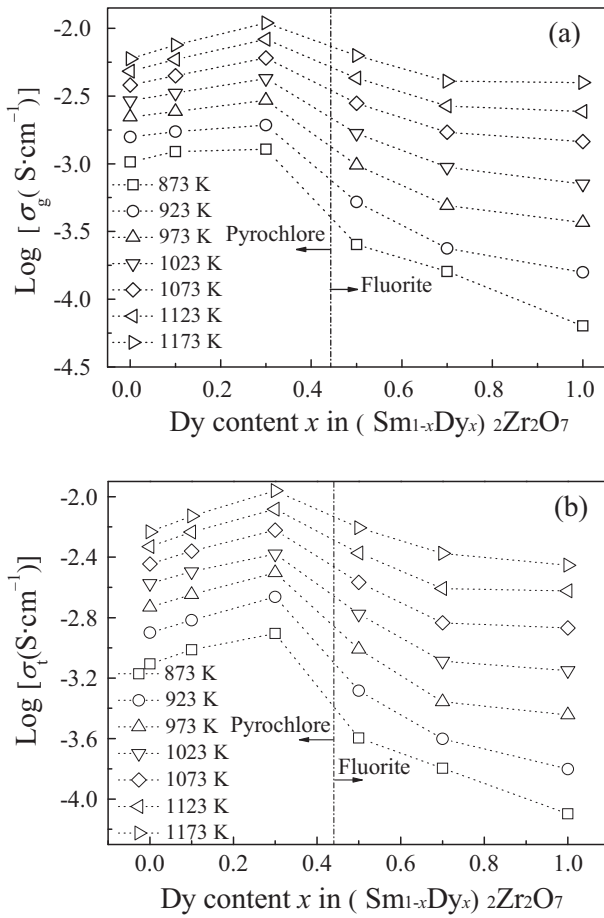 (a)
-2.0
-2.5
-3.0
-3.5
-4.0
-4.5
Log [σg( S·cm⁻¹)]
873 K
923 K
973 K
1023 K
1073 K
1123 K
1173 K
Pyrochlore
Fluorite
0.0 0.2 0.4 0.6 0.8 1.0
Dy content x in ( Sm1-xDyx) 2Zr2O7
(b)
-2.0
-2.4
-2.8
-3.2
-3.6
-4.0
Log [σt(S·cm⁻¹)]
873 K
923 K
973 K
1023 K
1073 K
1123 K
1173 K
Pyrochlore
Fluorite
0.0 0.2 0.4 0.6 0.8 1.0
Dy content x in ( Sm1-xDyx) 2Zr2O7